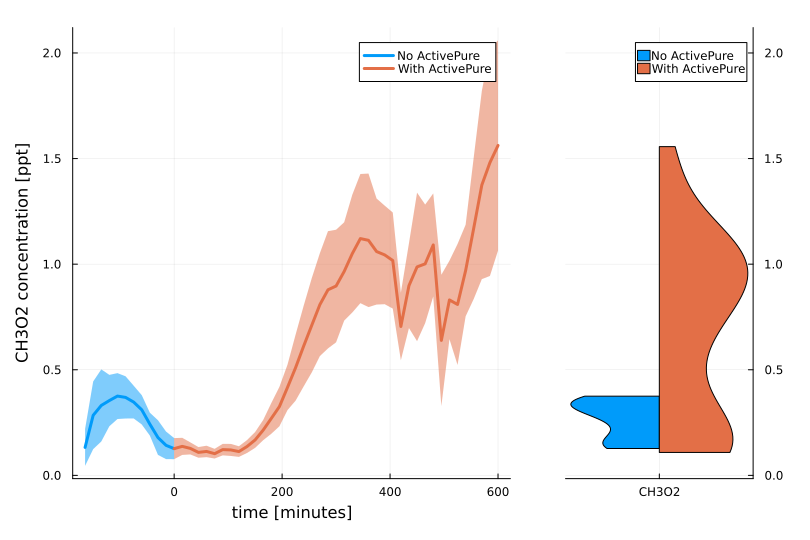 CH3O2 concentration [ppt]
2.0
1.5
1.0
0.5
0.0
0
200
400
600
time [minutes]
No ActivePure
With ActivePure
No ActivePure
With ActivePure
2.0
1.5
1.0
0.5
0.0
CH3O2